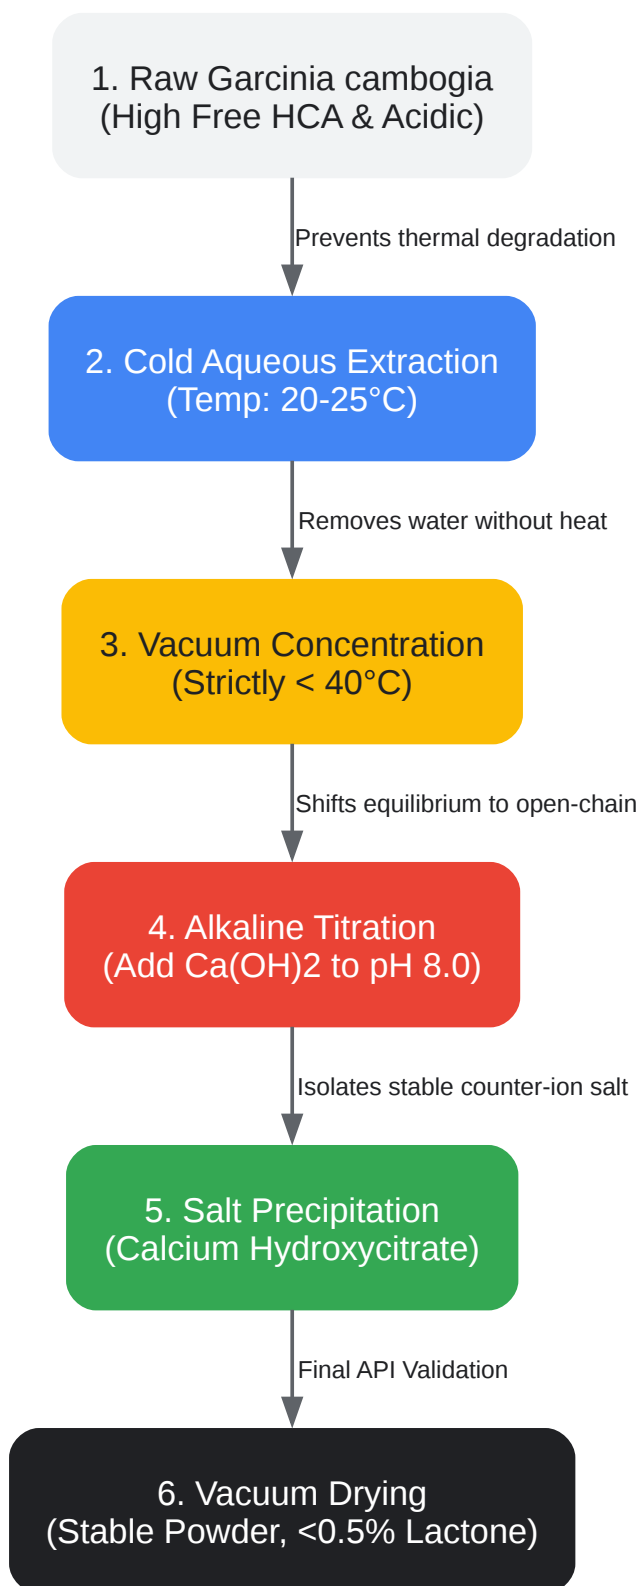 1. Raw Garcinia cambogia
(High Free HCA & Acidic)
Prevents thermal degradation
2. Cold Aqueous Extraction
(Temp: 20-25°C)
Removes water without heat
3. Vacuum Concentration
(Strictly < 40°C)
Shifts equilibrium to open-chain
4. Alkaline Titration
(Add Ca(OH)2 to pH 8.0)
Isolates stable counter-ion salt
5. Salt Precipitation
(Calcium Hydroxycitrate)
Final API Validation
6. Vacuum Drying
(Stable Powder, <0.5% Lactone)